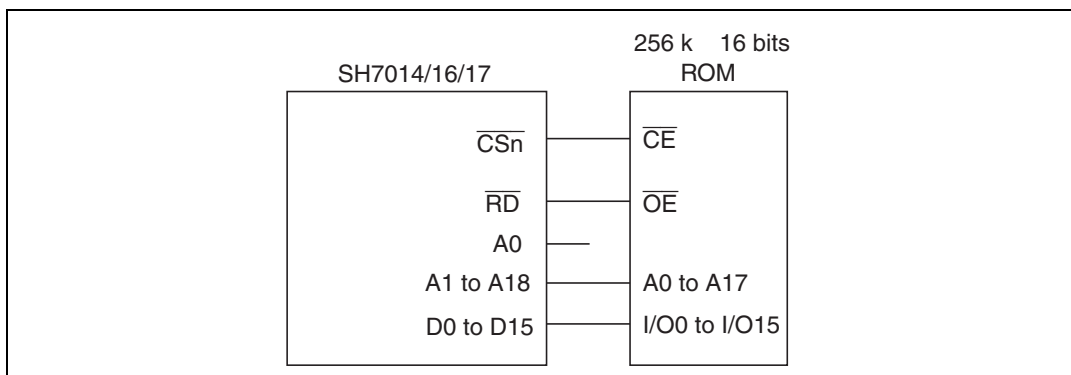 256 k 16 bits
SH7014/16/17 ROM
CSn CE
RD OE
A0
A1 to A18 A0 to A17
D0 to D15 I/O0 to I/O15